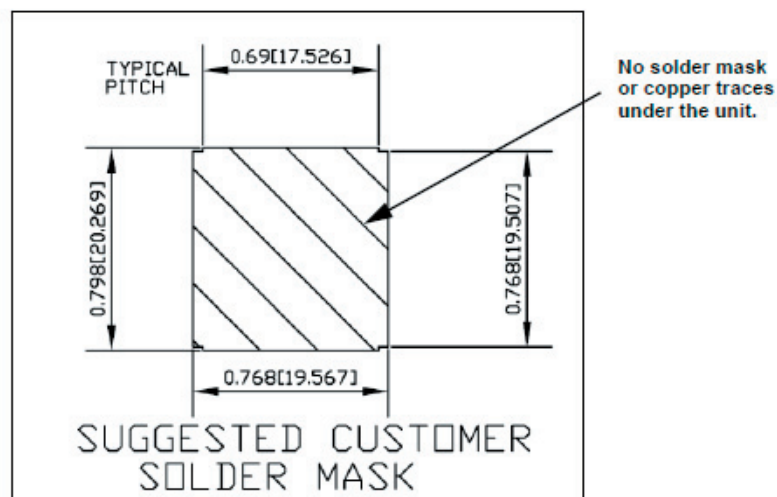 0.69[17.526]
TYPICAL
PITCH
No solder mask
or copper traces
under the unit.
0.798[20.269]
0.768[19.507]
0.768[19.567]
SUGGESTED CUSTOMER
SOLDER MASK